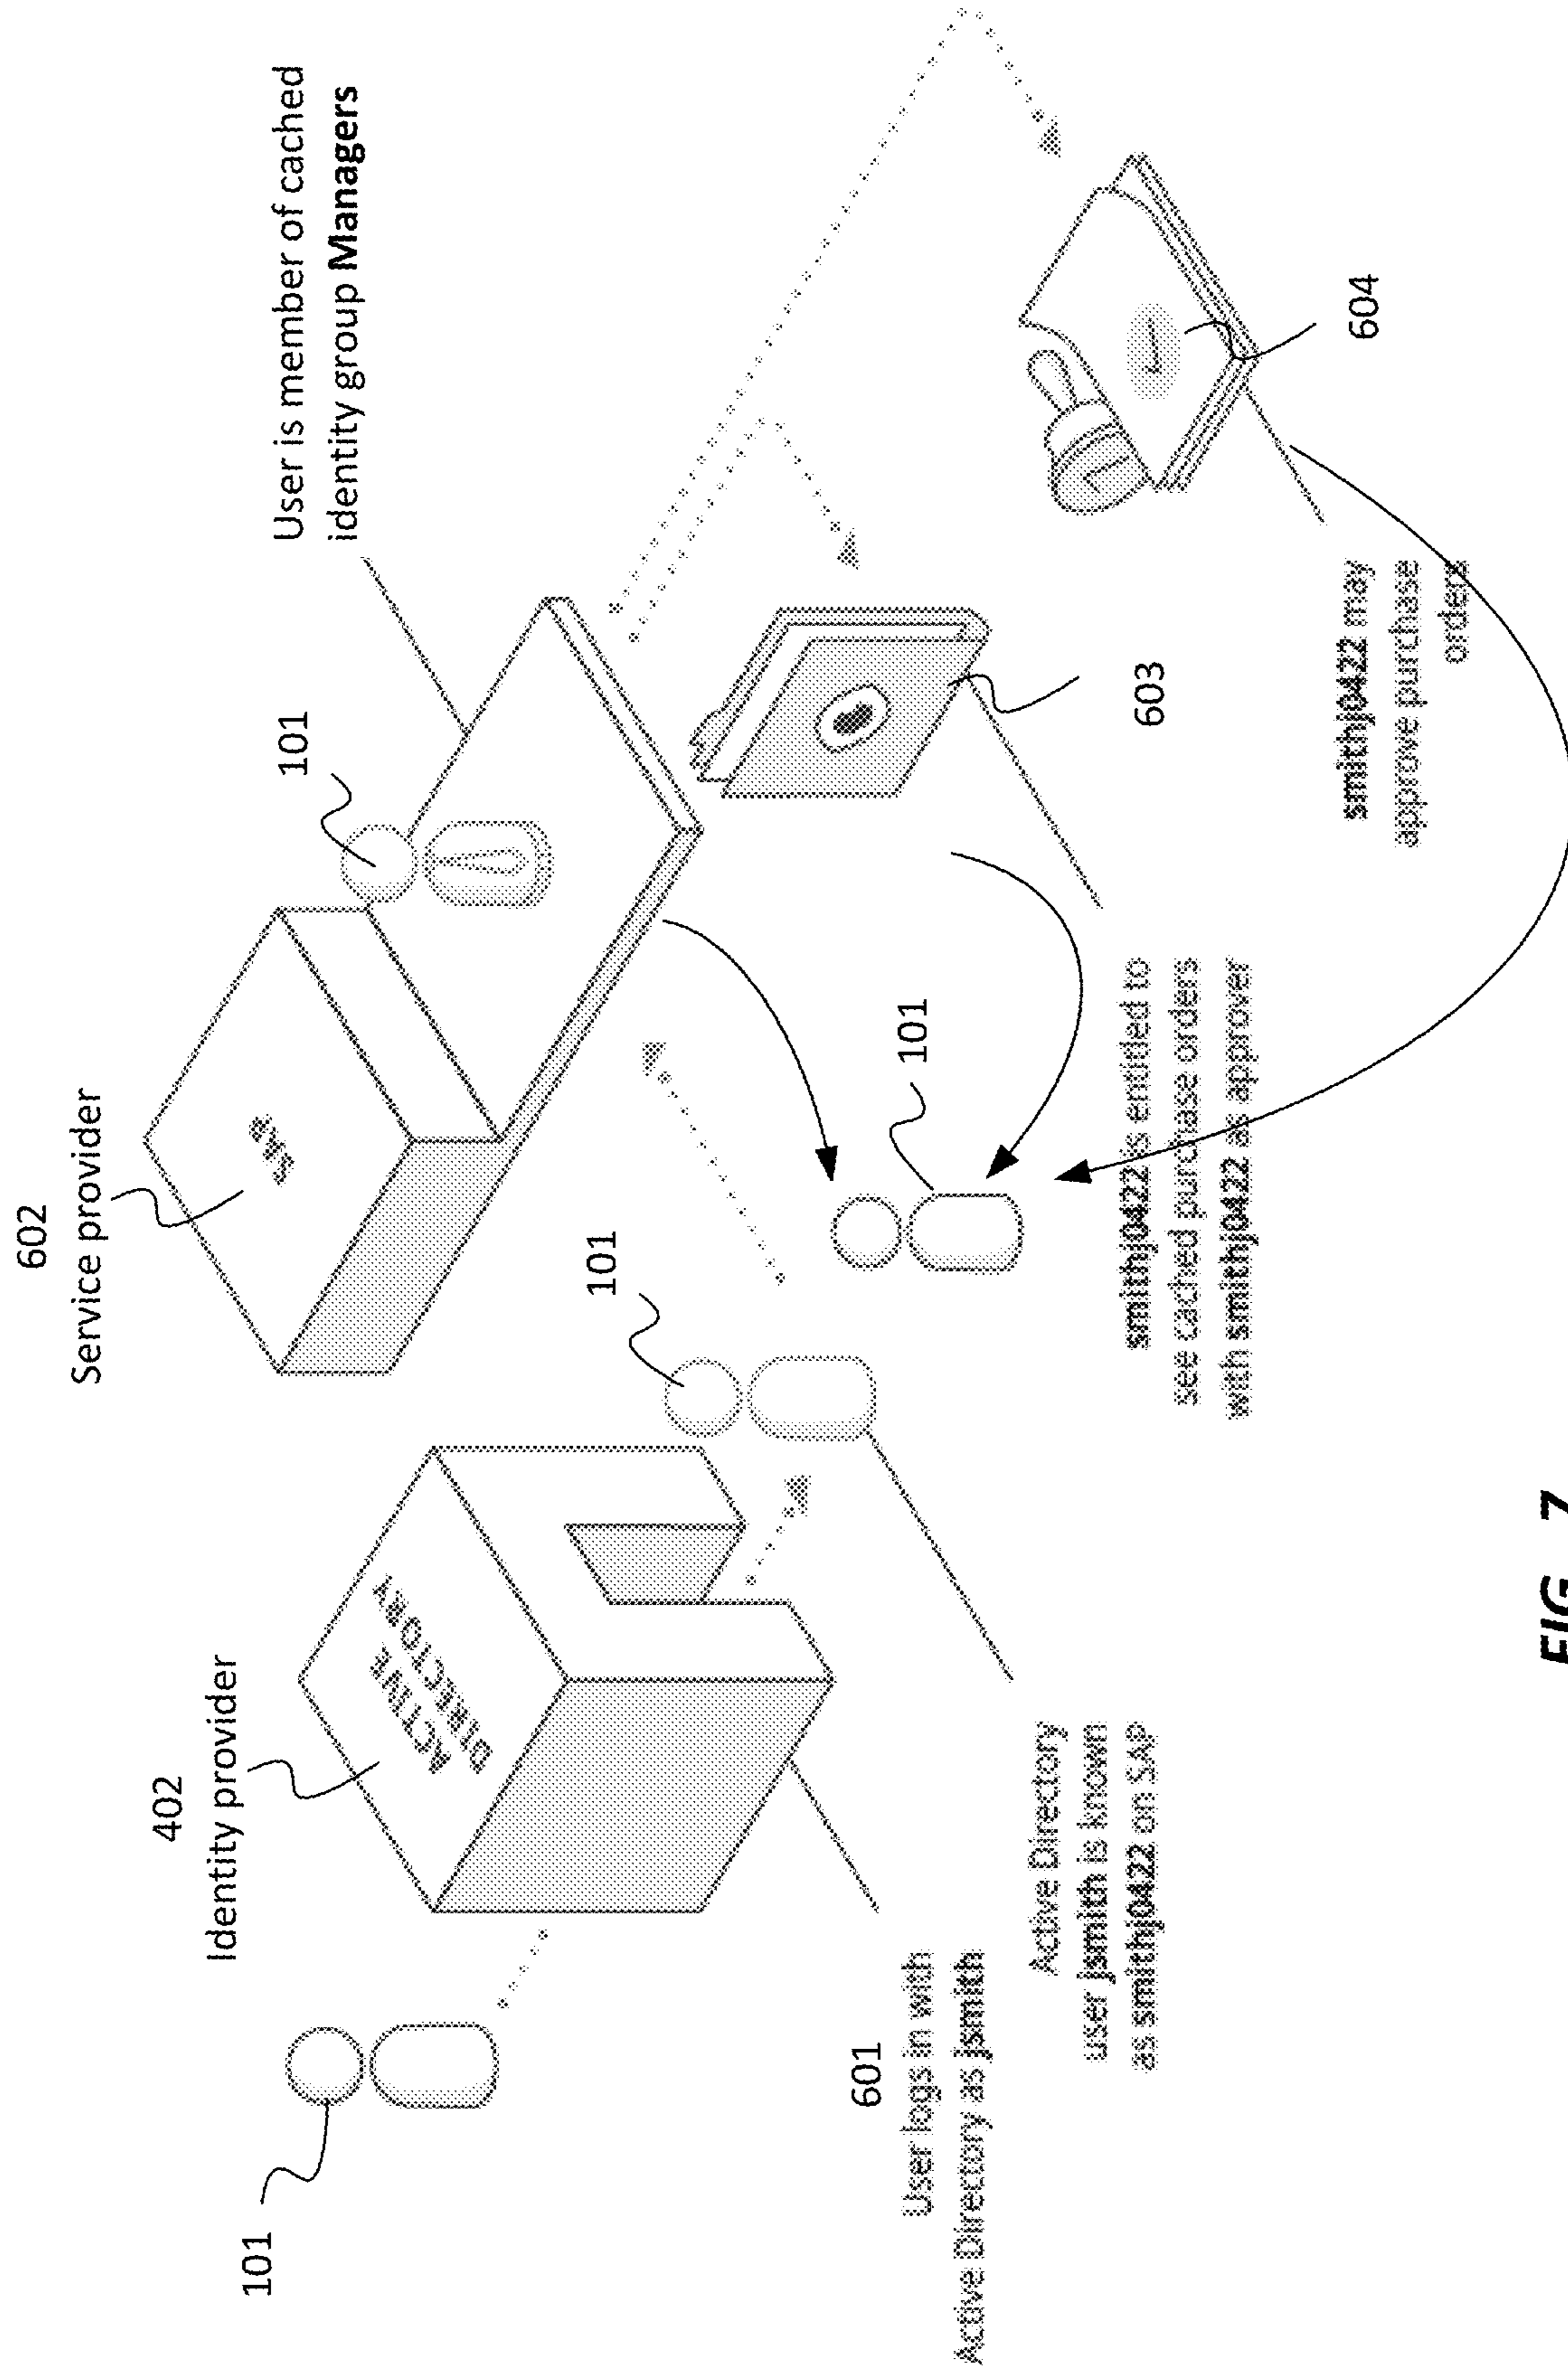 602
Service provider
SAP
402
Identity provider
ACTIVE
DIRECTORY
User is member of cached
identity group Managers
101
101
101
101
601
User logs in with
Active Directory as jsmith
Active Directory
user jsmith is known
as smithj0422 on SAP
smithj0422 is entitled to
see cached purchase orders
with smithj0422 as approver
603
smithj0422 may
approve purchase
orders
604
FIG. 7